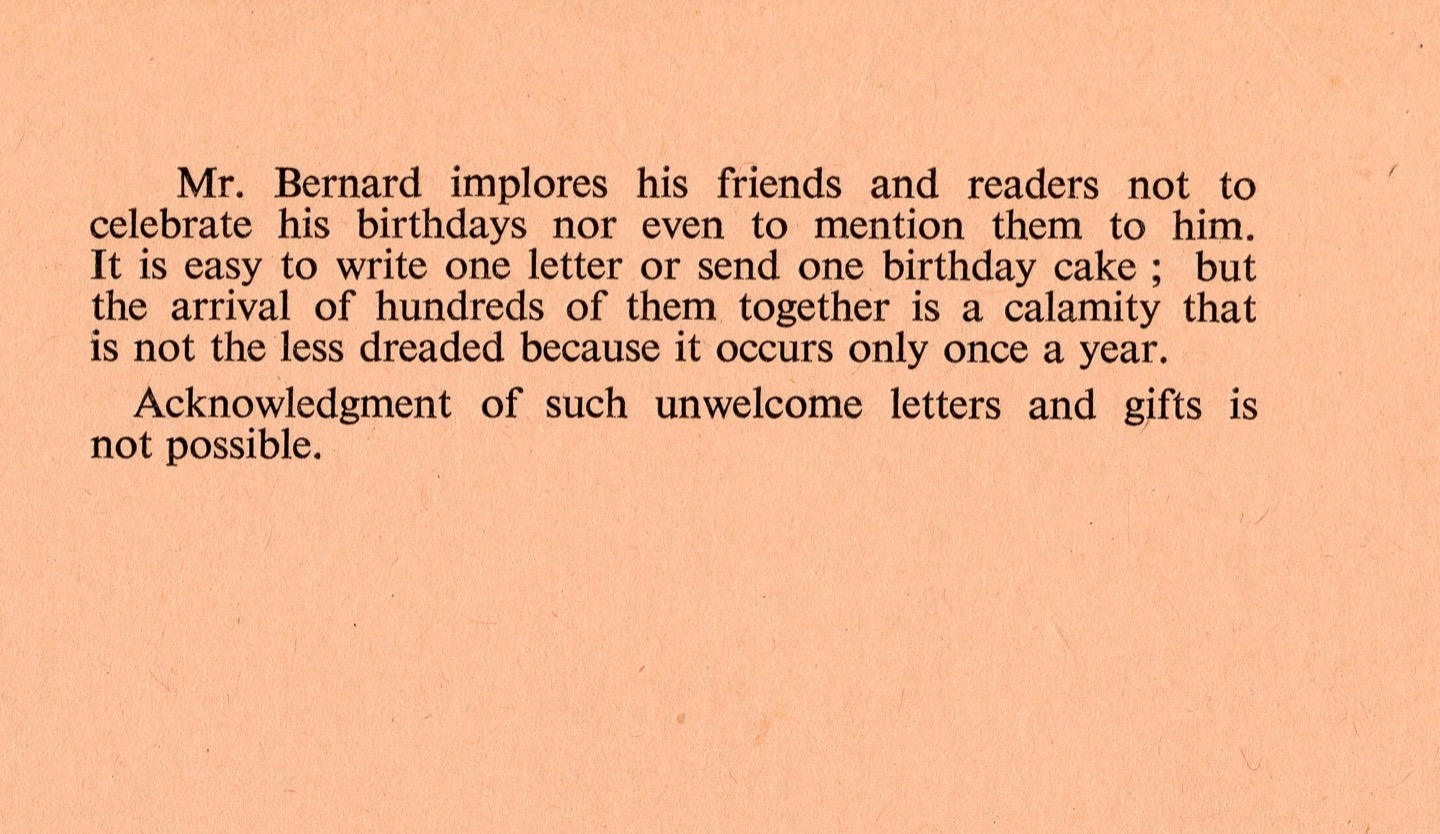 Mr. Bernard implores his friends and readers not to
celebrate his birthdays nor even to mention them to him.
It is easy to write one letter or send one birthday cake ; but
the arrival of hundreds of them together is a calamity that
is not the less dreaded because it occurs only once a year.
Acknowledgment of such unwelcome letters and gifts is
not possible.